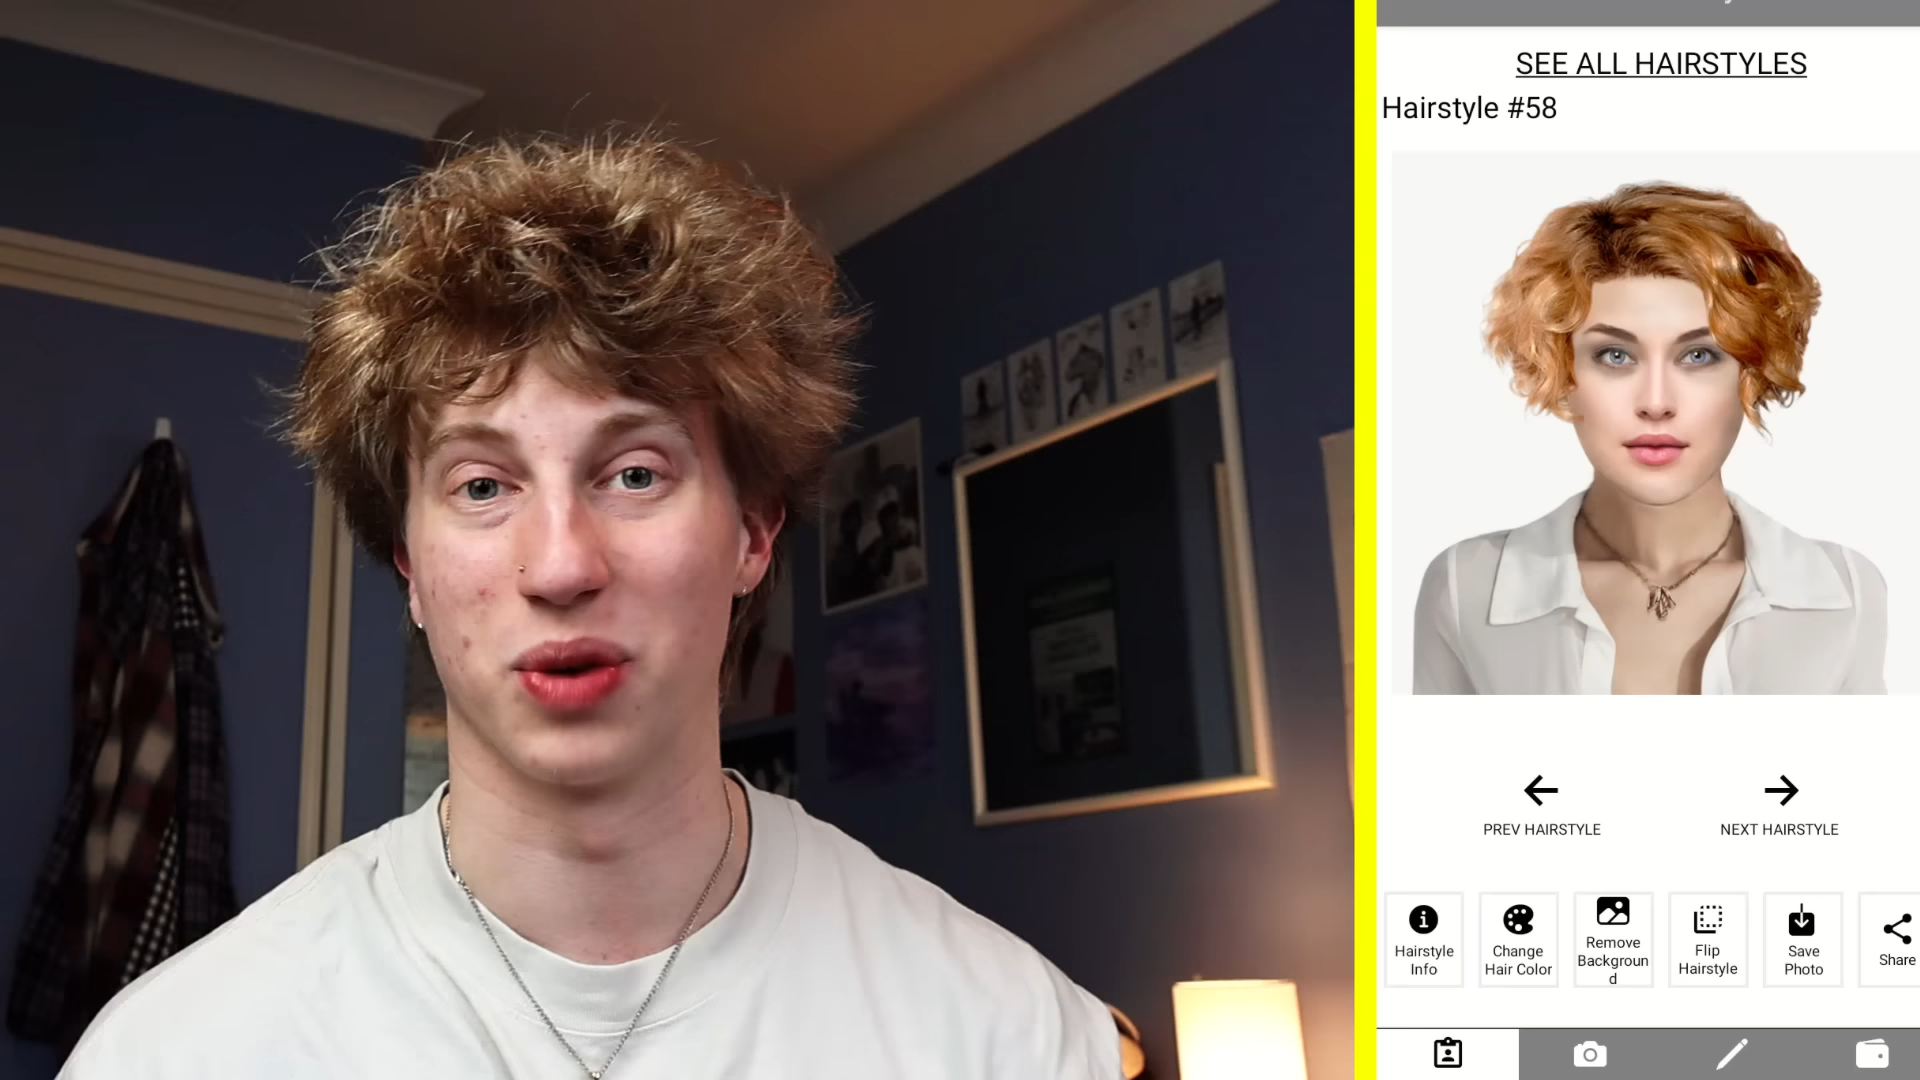 SEE ALL HAIRSTYLES
Hairstyle #58
PREV HAIRSTYLE
NEXT HAIRSTYLE
Hairstyle
Info
Change
Hair Color
Remove
Backgroun
d
Flip
Hairstyle
Save
Photo
Share